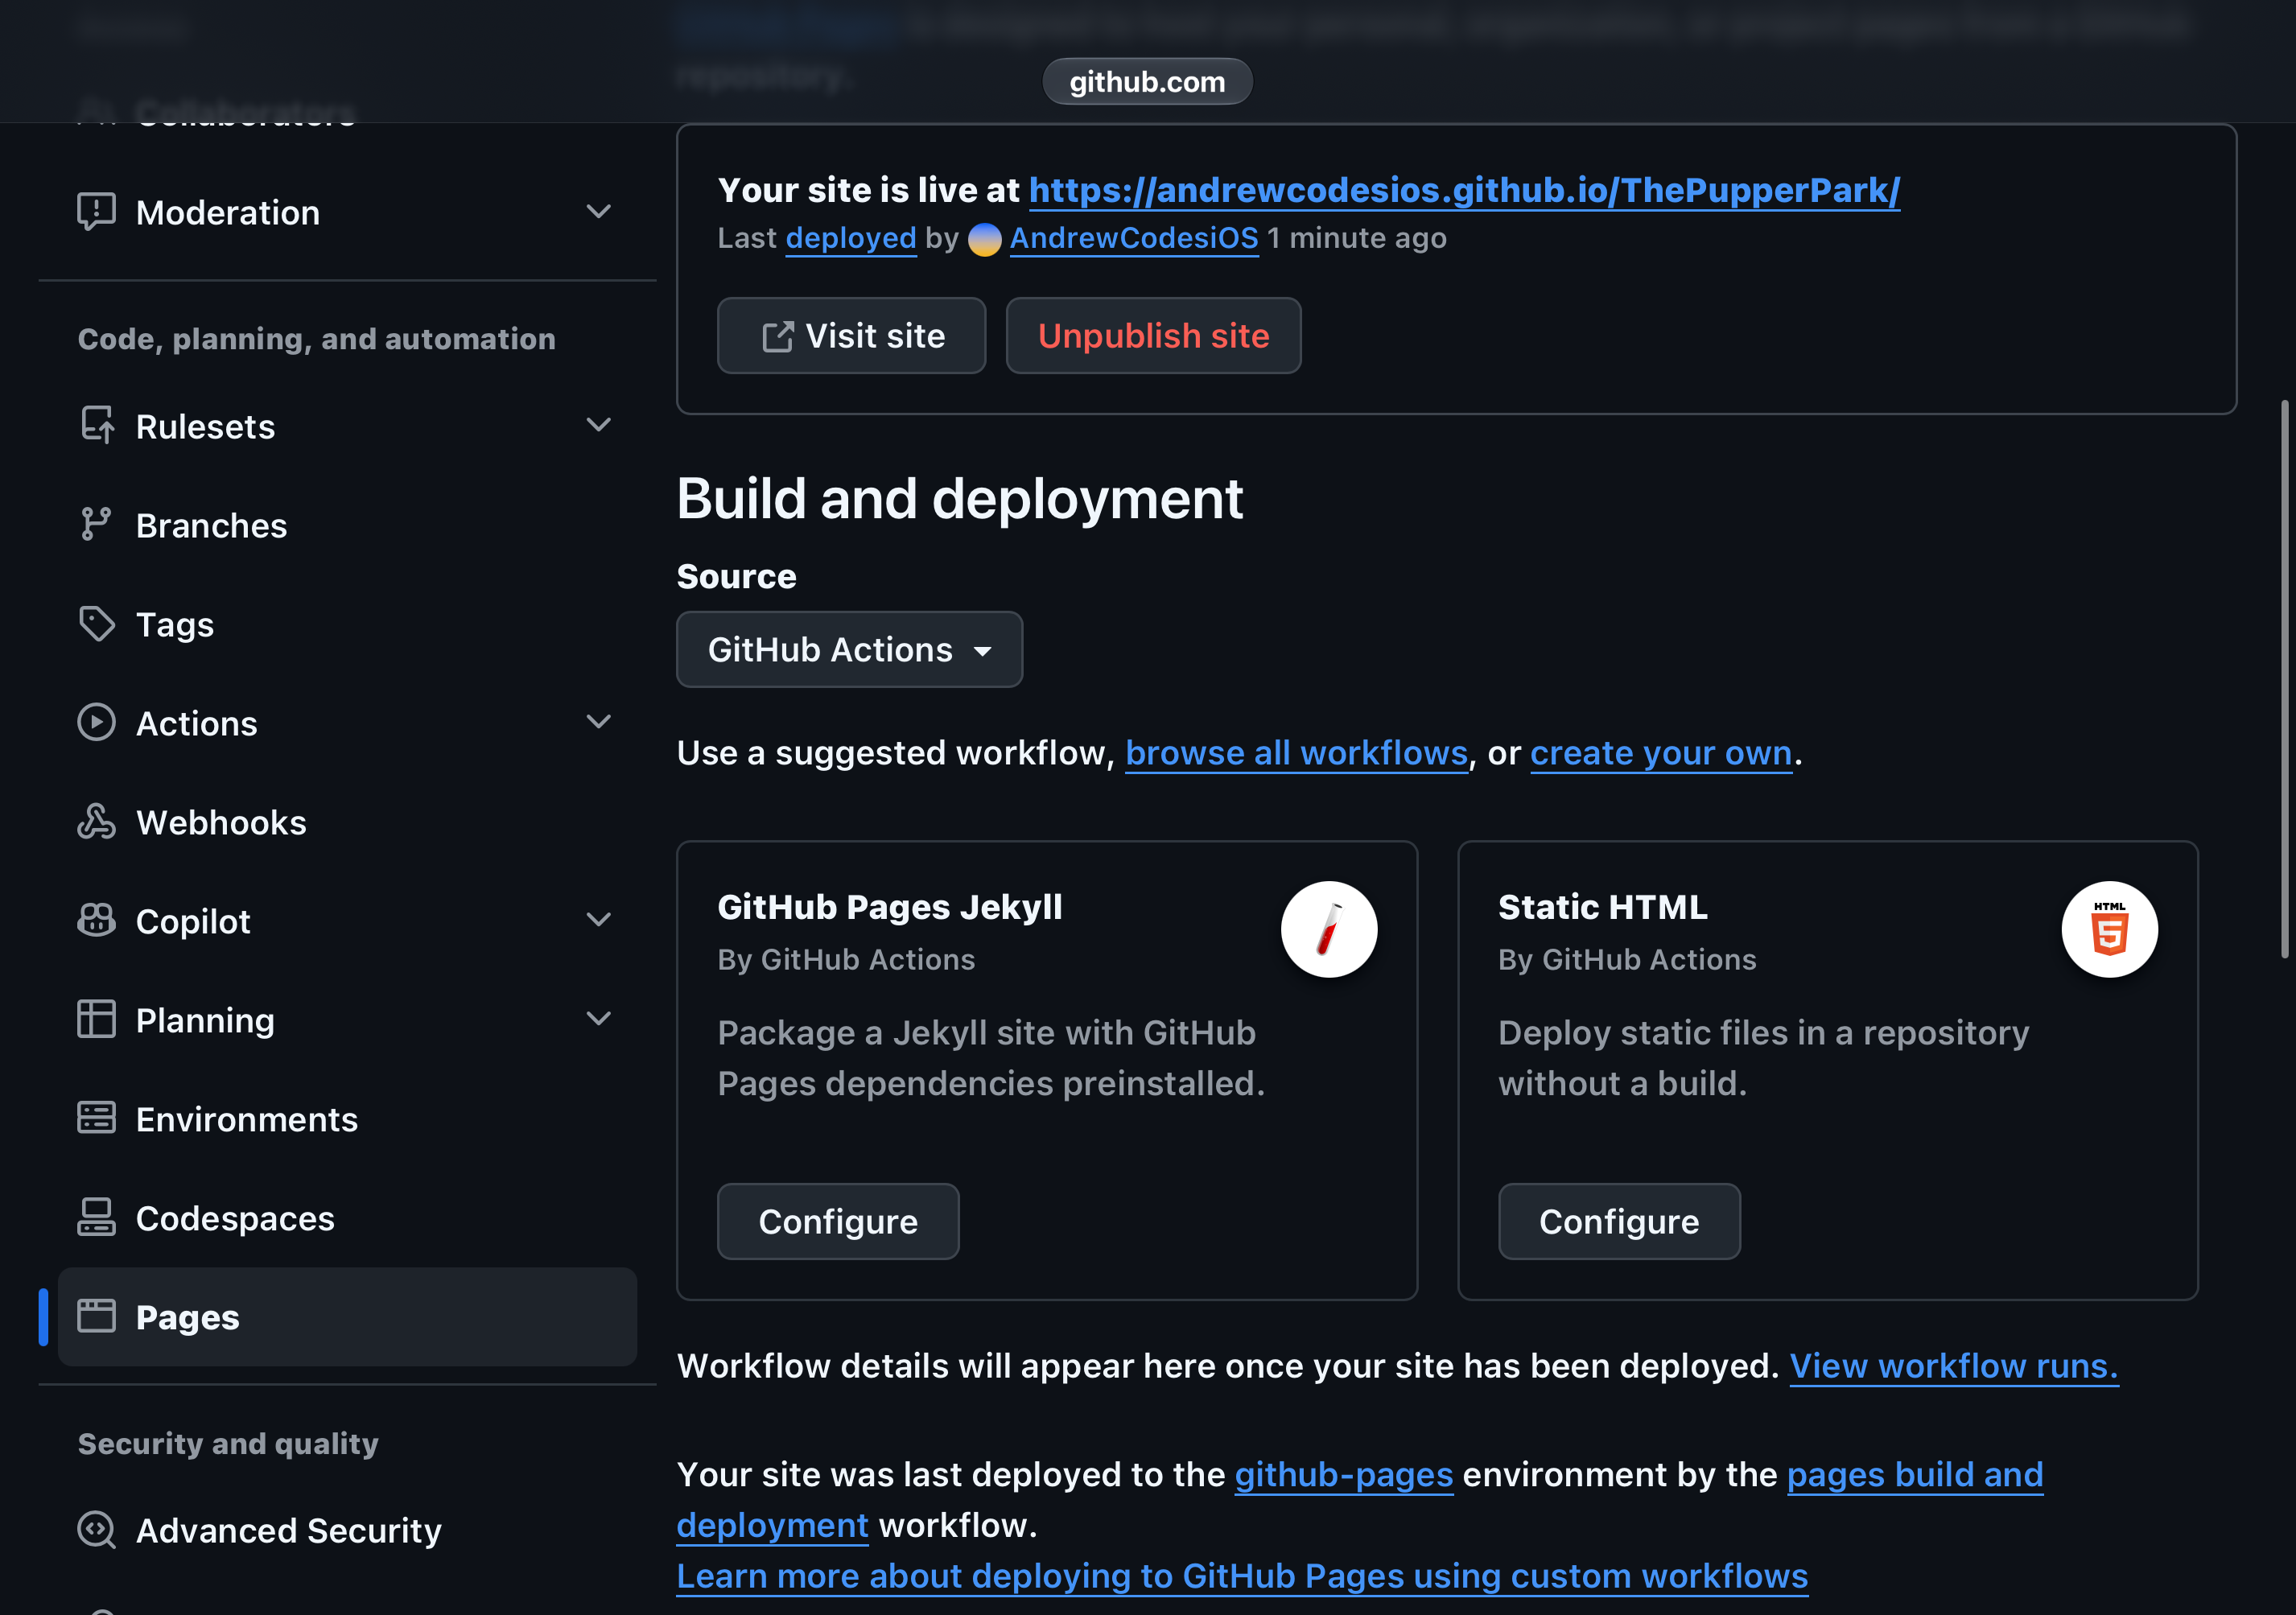 github.com
repository.
Collaborators
Moderation
Code, planning, and automation
Rulesets
Branches
Tags
Actions
Webhooks
Copilot
Planning
Environments
Codespaces
Pages
Security and quality
Advanced Security
Your site is live at https://andrewcodesios.github.io/ThePupperPark/
Last deployed by AndrewCodesiOS 1 minute ago
Visit site
Unpublish site
Build and deployment
Source
GitHub Actions
Use a suggested workflow, browse all workflows, or create your own.
GitHub Pages Jekyll
By GitHub Actions
Package a Jekyll site with GitHub
Pages dependencies preinstalled.
Configure
Static HTML
By GitHub Actions
HTML
5
Deploy static files in a repository
without a build.
Configure
Workflow details will appear here once your site has been deployed. View workflow runs.
Your site was last deployed to the github-pages environment by the pages build and
deployment workflow.
Learn more about deploying to GitHub Pages using custom workflows